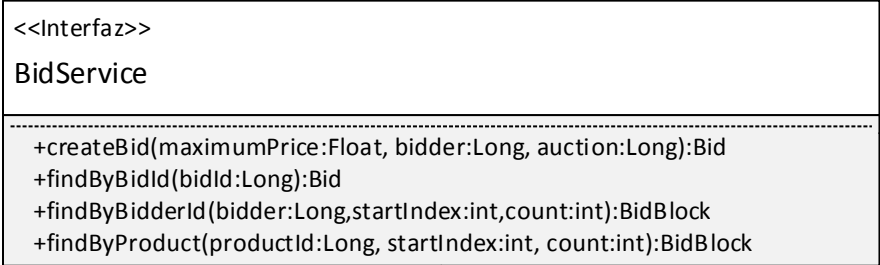 <<Interfaz>>
BidService
+createBid(maximumPrice:Float, bidder:Long, auction:Long):Bid
+findByBidId(bidId:Long):Bid
+findByBidderId(bidder:Long,startIndex:int,count:int):BidBlock
+findByProduct(productId:Long, startIndex:int, count:int):BidBlock